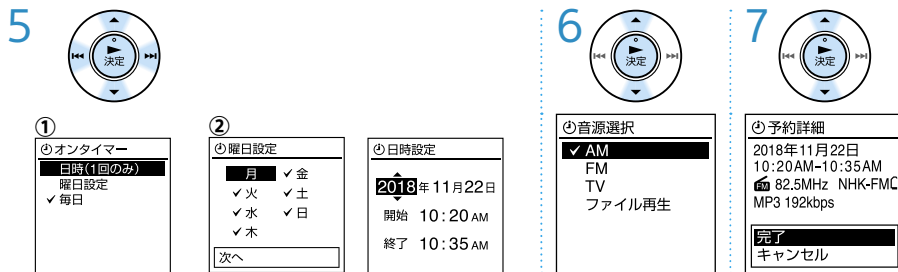 5
決定
①
オンタイマー
日時(1回のみ)
曜日設定
✓ 毎日
②
曜日設定
月 ✓ 金
✓ 火 ✓ 土
✓ 水 ✓ 日
✓ 木
次へ
日時設定
2018年11月22日
開始 10:20AM
終了 10:35AM
6
決定
音源選択
✓ AM
FM
TV
ファイル再生
7
決定
予約詳細
2018年11月22日
10:20AM-10:35AM
FM 82.5MHz NHK-FM
MP3 192kbps
完了
キャンセル